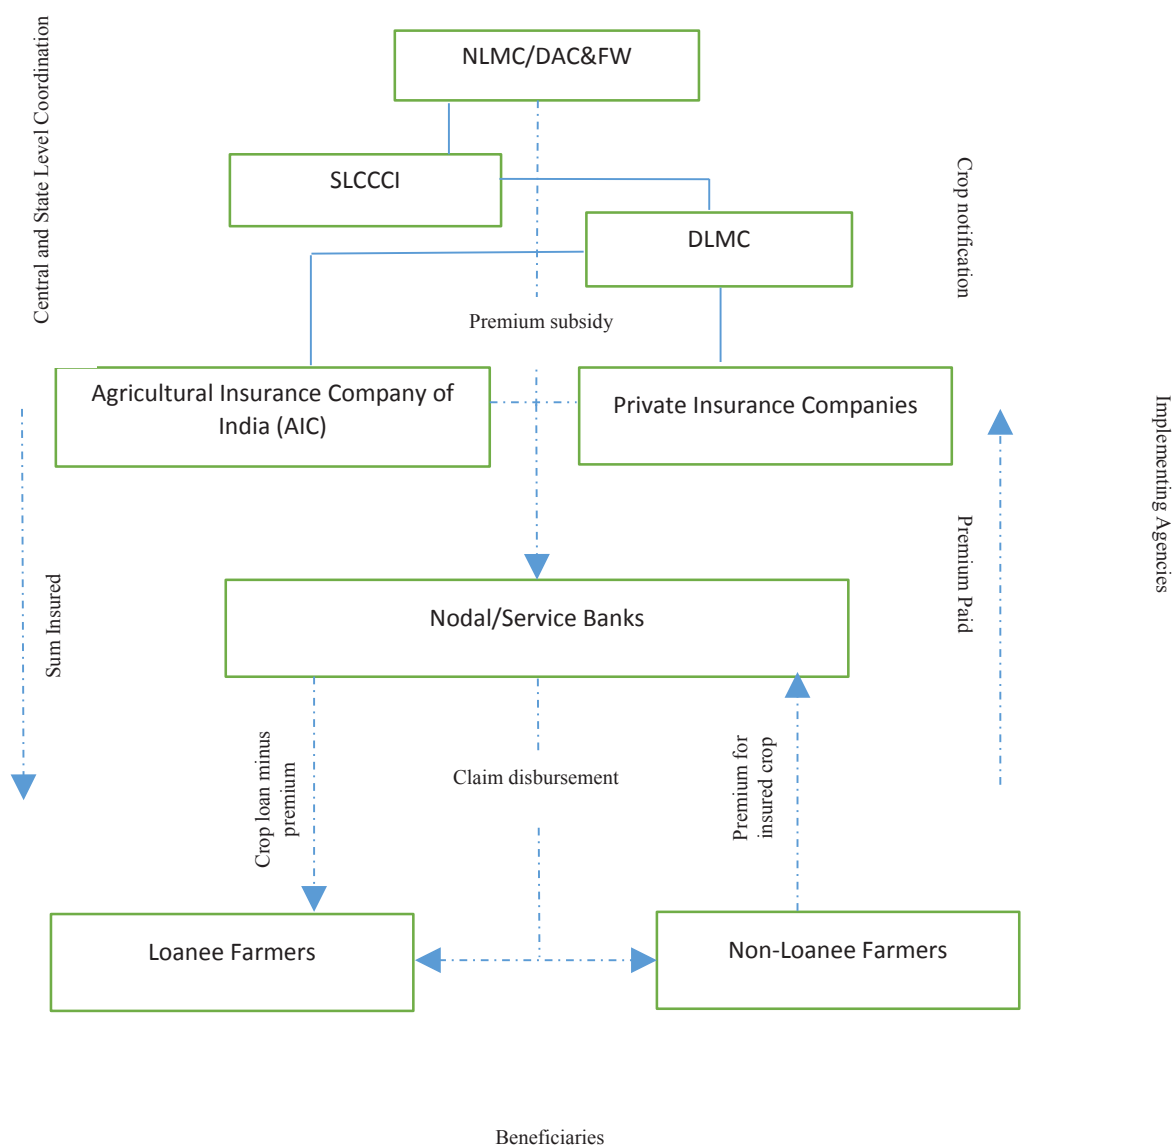 NLMC/DAC&FW
Central and State Level Coordination
SLCCCI
Crop notification
DLMC
Premium subsidy
Agricultural Insurance Company of
India (AIC)
Private Insurance Companies
Implementing Agencies
Sum Insured
Premium Paid
Nodal/Service Banks
Crop loan minus
premium
Claim disbursement
Premium for
insured crop
Loanee Farmers
Non-Loanee Farmers
Beneficiaries